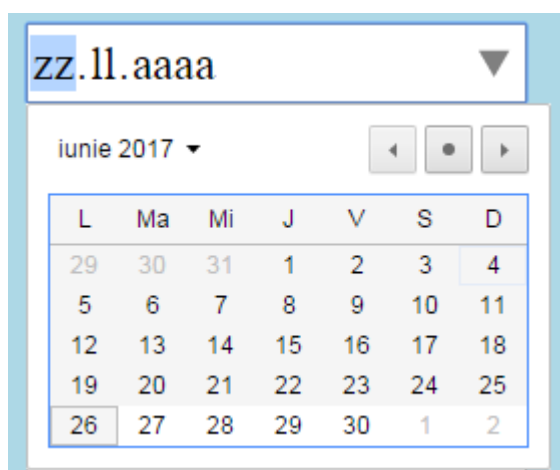 zz.ll.aaaa
iunie 2017
L Ma Mi J V S D
29 30 31 1 2 3 4
5 6 7 8 9 10 11
12 13 14 15 16 17 18
19 20 21 22 23 24 25
26 27 28 29 30 1 2